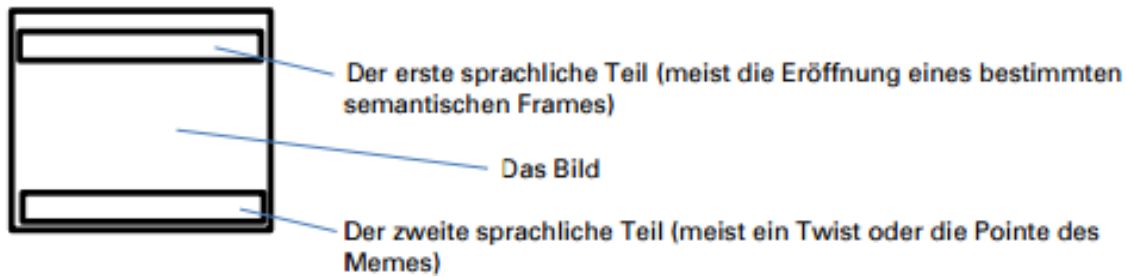 Der erste sprachliche Teil (meist die Eröffnung eines bestimmten
semantischen Frames)
Das Bild
Der zweite sprachliche Teil (meist ein Twist oder die Pointe des
Memes)